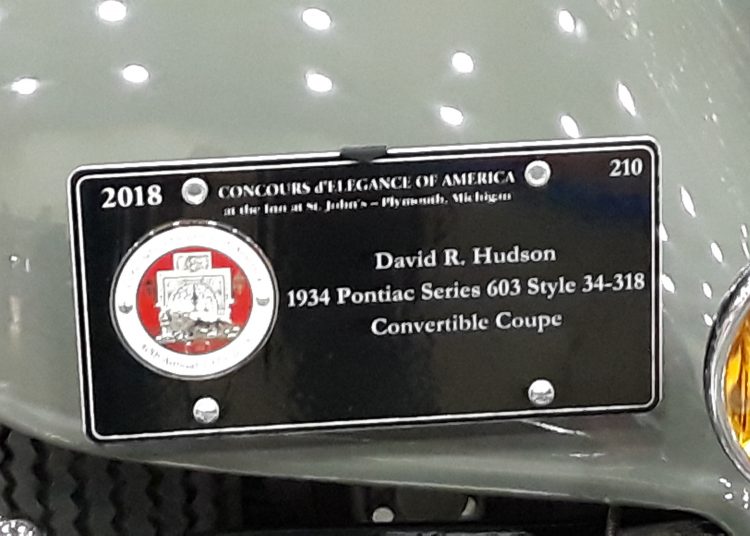 2018
CONCOURS d'ELEGANCE OF AMERICA
210
at the Inn at St. John's – Plymouth, Michigan
David R. Hudson
1934 Pontiac Series 603 Style 34-318
Convertible Coupe